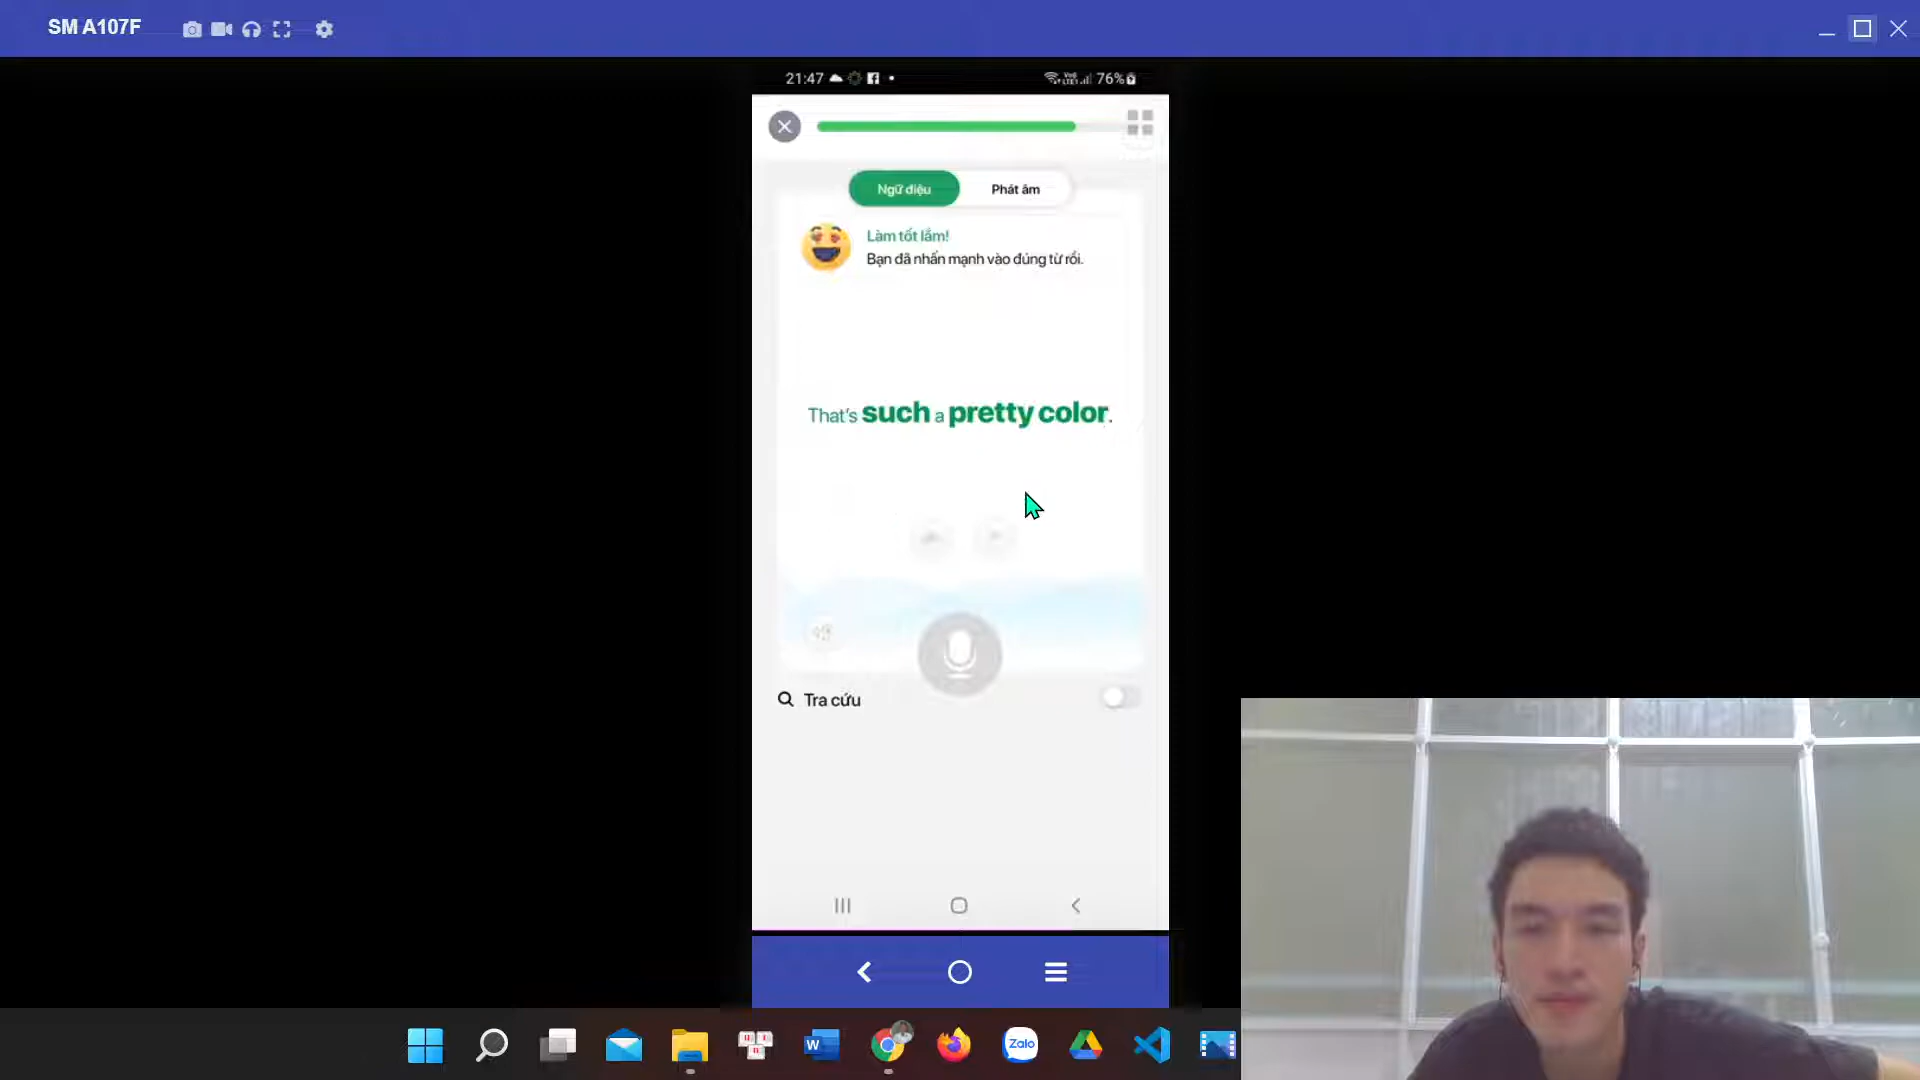 SM A107F
21:47
76%
Ngữ điệu
Phát âm
Làm tốt lắm!
Bạn đã nhấn mạnh vào đúng từ rồi.
That's such a pretty color.
Tra cứu
W
Zalo